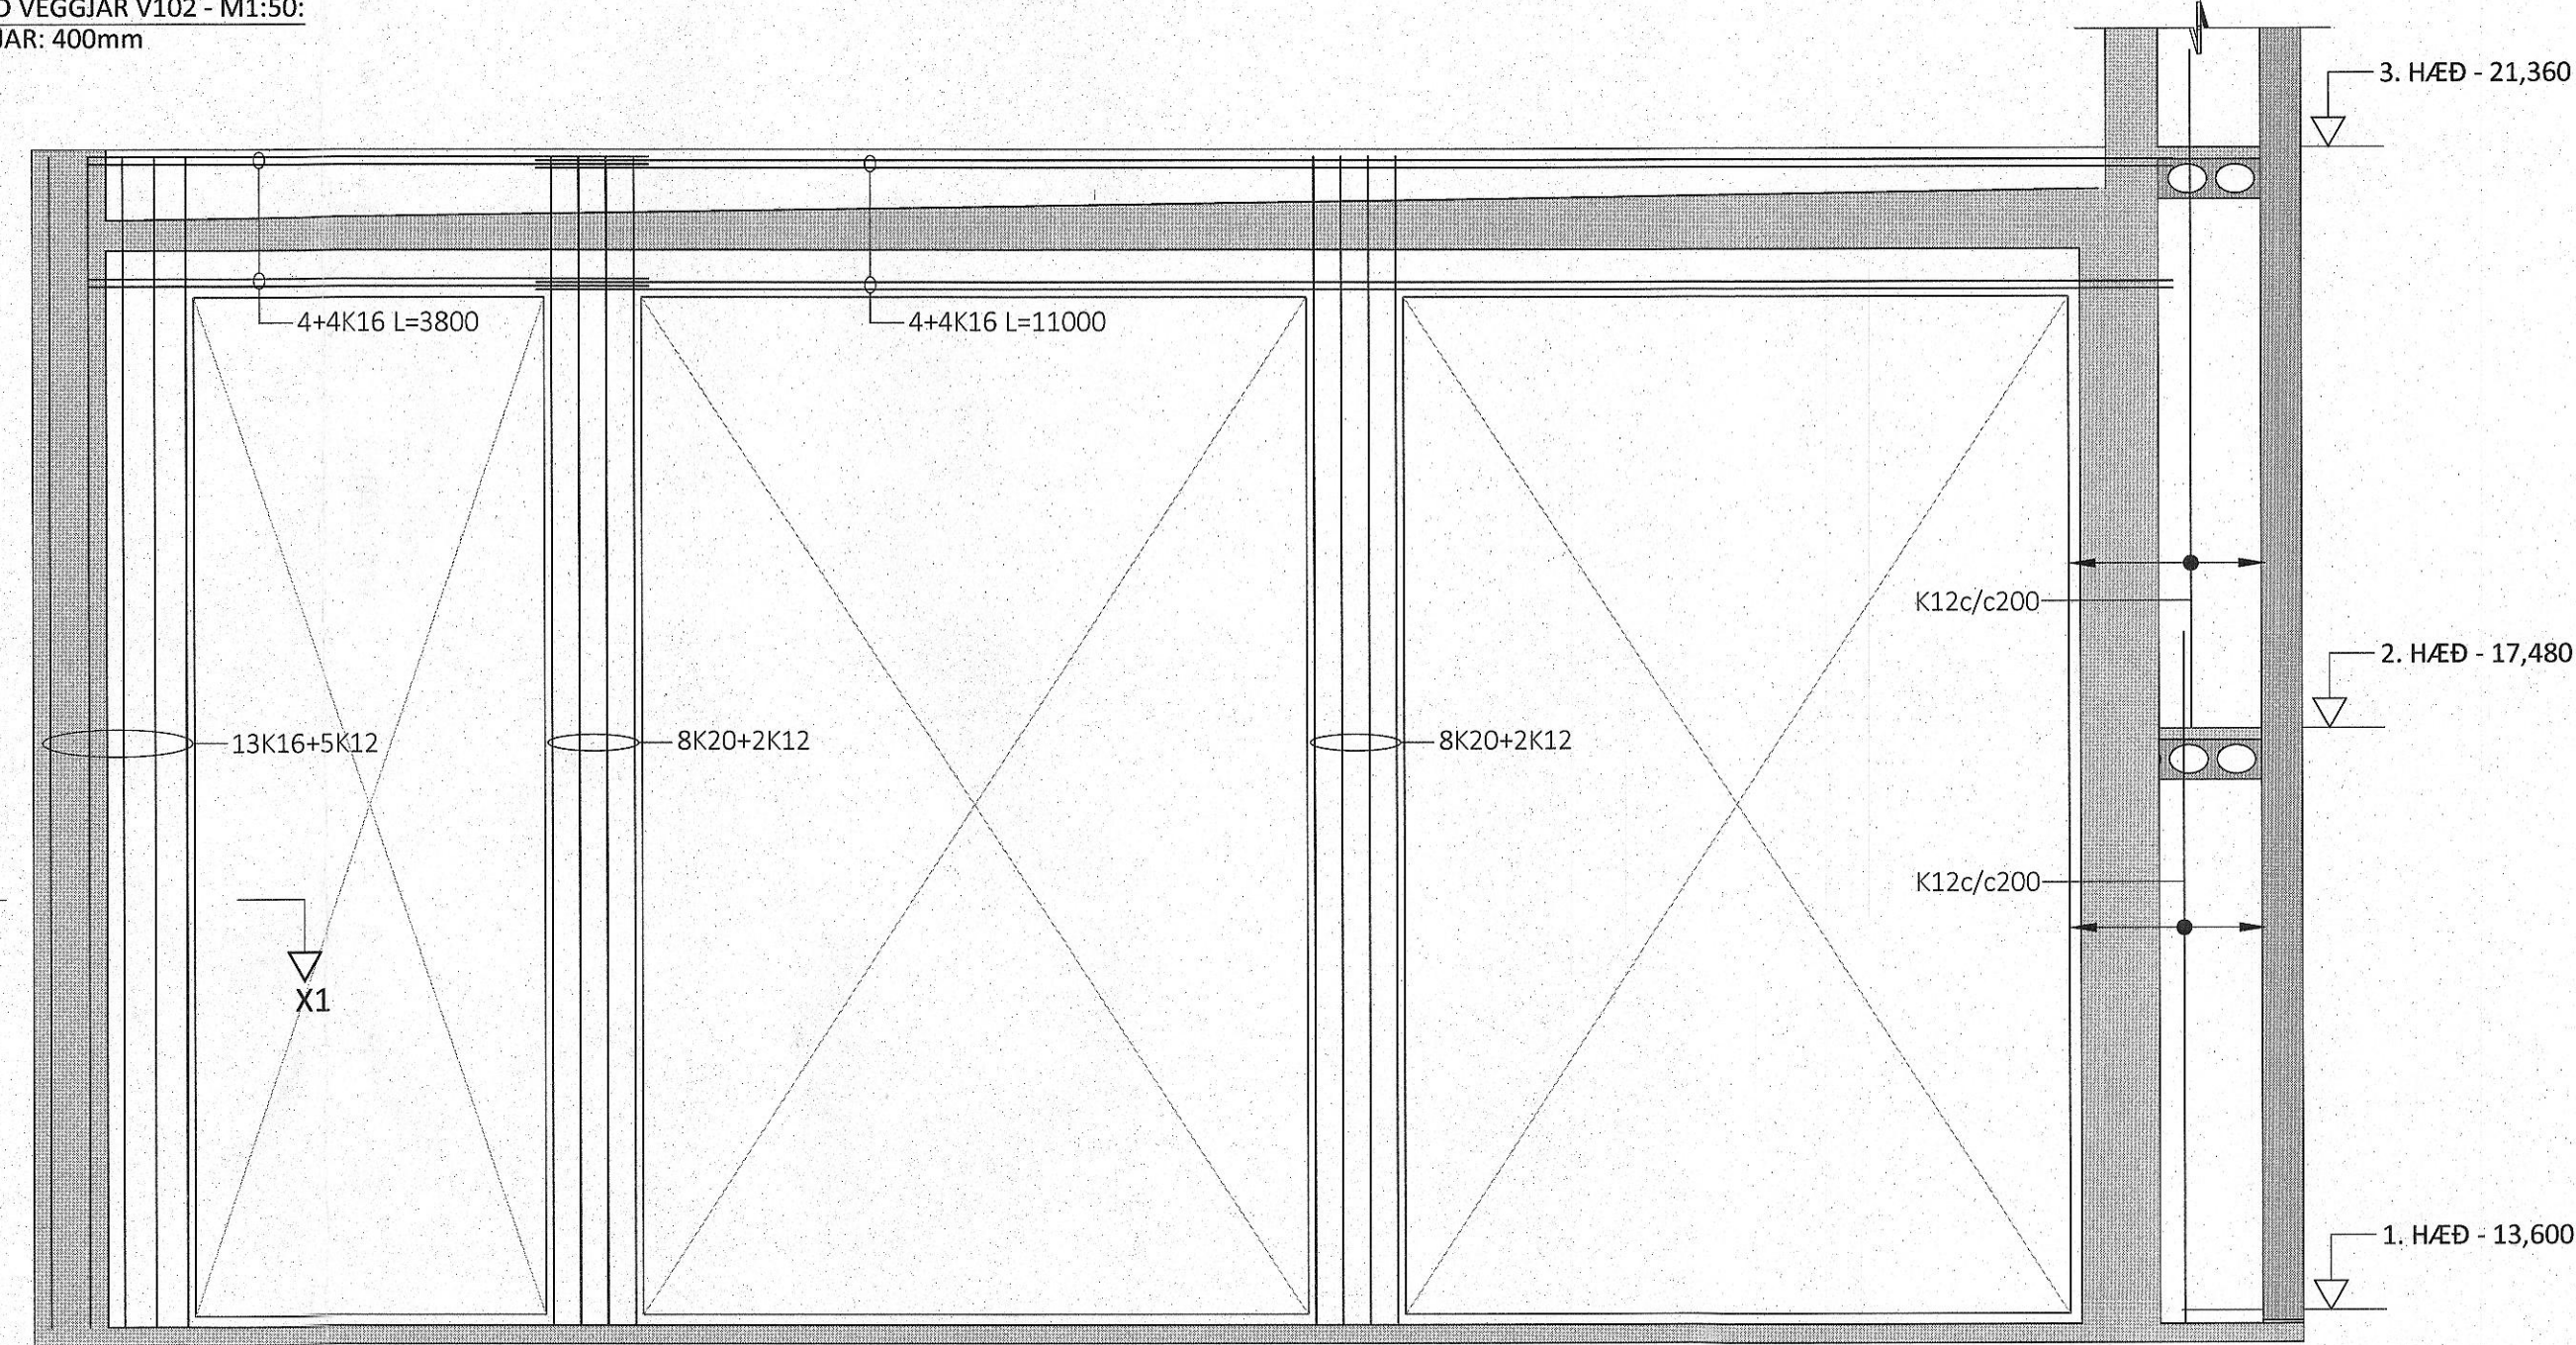 VEGGJAR V102 - M1:50:
400mm
3. HÆÐ - 21,360
4+4K16 L=3800
4+4K16 L=11000
K12c/c200
2. HÆÐ - 17,480
13K16+5K12
8K20+2K12
8K20+2K12
K12c/c200
X1
1. HÆÐ - 13,600